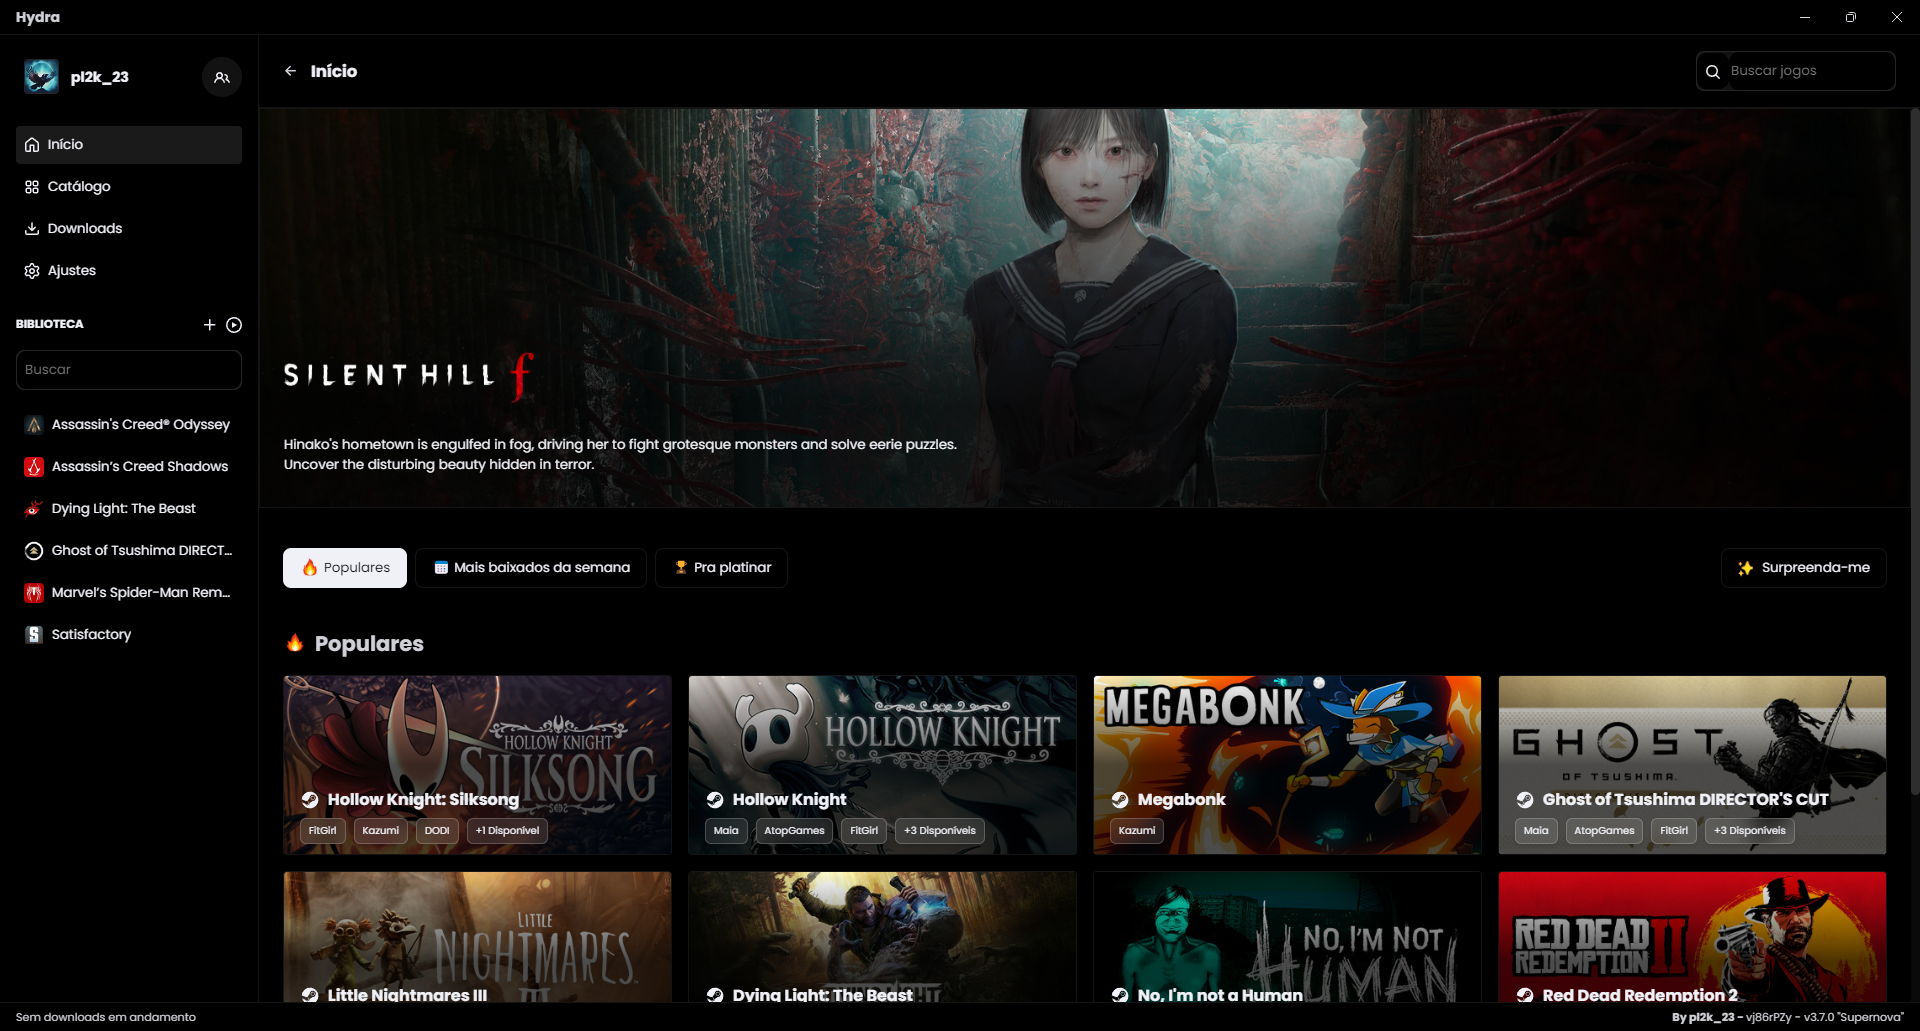 Hydra
pl2k_23
Início
Catálogo
Downloads
Ajustes
BIBLIOTECA
Buscar
Assassin's Creed® Odyssey
Assassin's Creed Shadows
Dying Light: The Beast
Ghost of Tsushima DIRECT...
Marvel's Spider-Man Rem...
Satisfactory
Início
Buscar jogos
SILENT HILL f
Hinako's hometown is engulfed in fog, driving her to fight grotesque monsters and solve eerie puzzles.
Uncover the disturbing beauty hidden in terror.
Populares
Mais baixados da semana
Pra platinar
Surpreenda-me
Populares
HOLLOW KNIGHT
SILKSONG
Hollow Knight: Silksong
FitGirl Kazumi DODI +1 Disponível
HOLLOW KNIGHT
Hollow Knight
Maia AtopGames FitGirl +3 Disponíveis
MEGABONK
Megabonk
Kazumi
GHOST
OF TSUSHIMA
Ghost of Tsushima DIRECTOR'S CUT
Maia AtopGames FitGirl +3 Disponíveis
LITTLE
NIGHTMARES
III
Little Nightmares III
Dying Light: The Beast
NO, I'M NOT
HUMAN
No, I'm not a Human
RED DEAD
REDEMPTION II
Red Dead Redemption 2
Sem downloads em andamento
By pl2k_23 - vj86rPZy - v3.7.0 "Supernova"